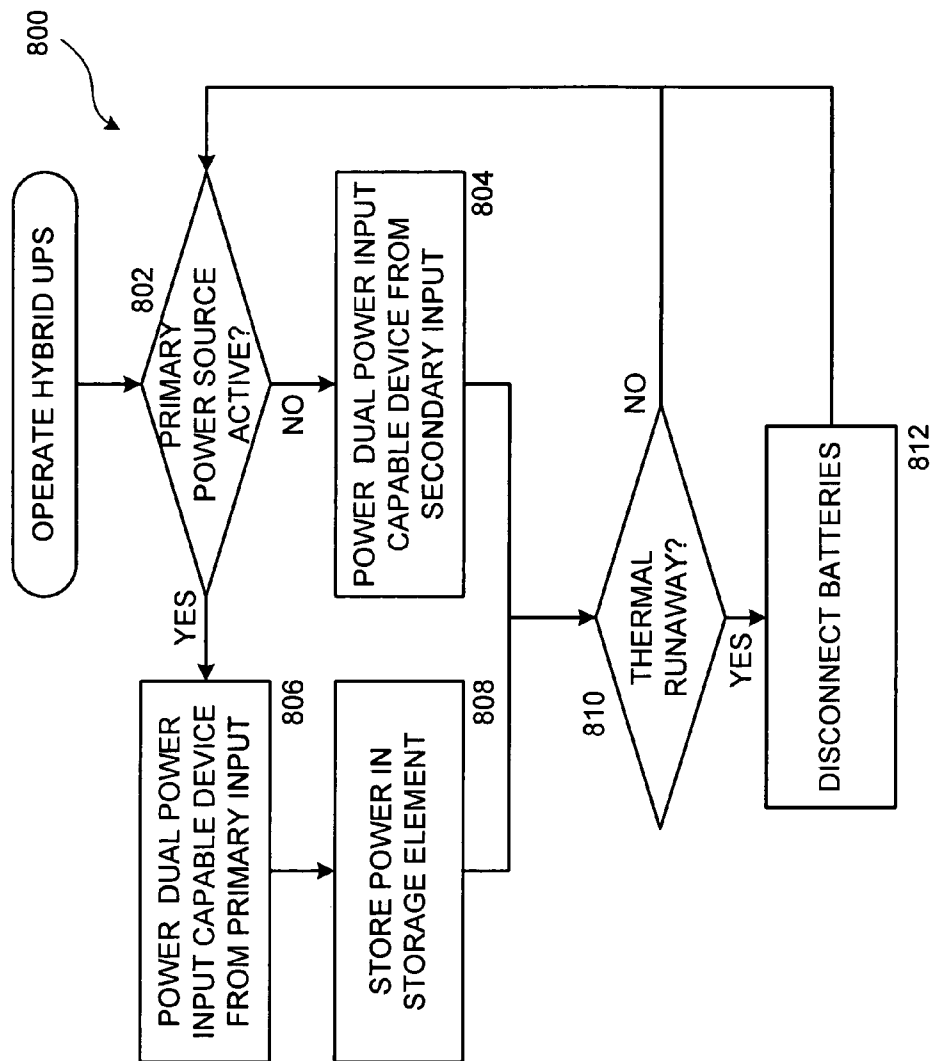 800
OPERATE HYBRID UPS
802
PRIMARY
POWER SOURCE
ACTIVE?
YES
NO
POWER DUAL POWER
INPUT CAPABLE DEVICE
FROM PRIMARY INPUT
806
POWER DUAL POWER INPUT
CAPABLE DEVICE FROM
SECONDARY INPUT
804
STORE POWER IN
STORAGE ELEMENT
808
810
THERMAL
RUNAWAY?
NO
YES
DISCONNECT BATTERIES
812